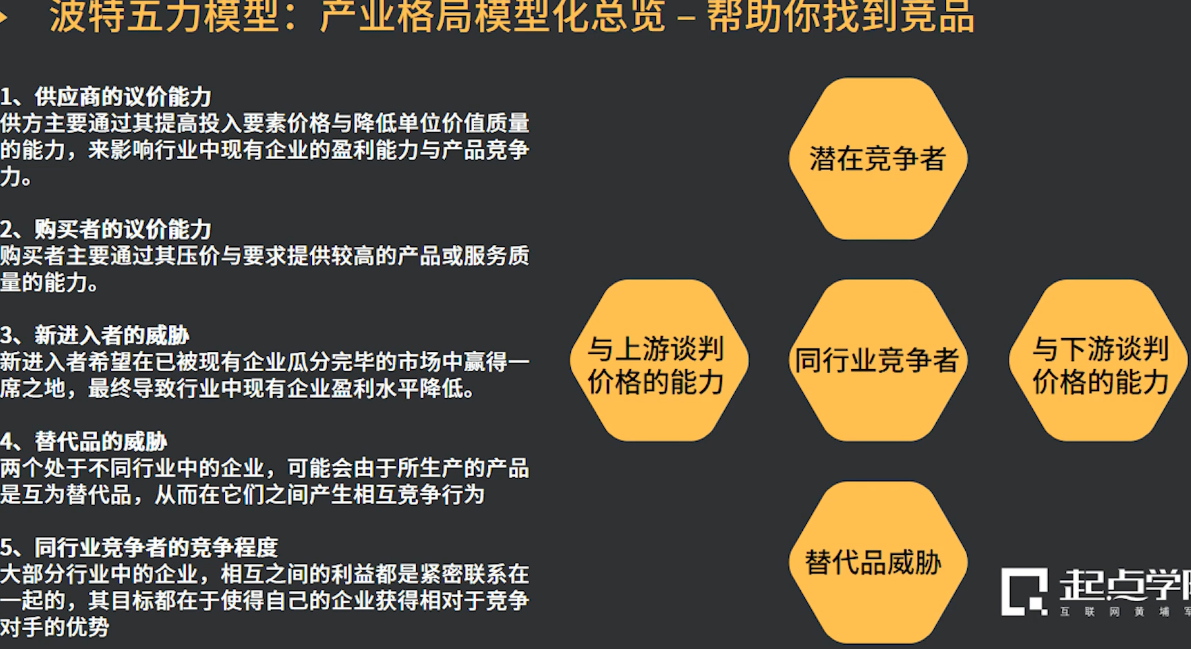 波特五力模型：产业格局模型化总览 – 帮助你找到竞品
1、供应商的议价能力
供方主要通过其提高投入要素价格与降低单位价值质量
的能力，来影响行业中现有企业的盈利能力与产品竞争
力。
2、购买者的议价能力
购买者主要通过其压价与要求提供较高的产品或服务质
量的能力。
3、新进入者的威胁
新进入者希望在已被现有企业瓜分完毕的市场中赢得一
席之地，最终导致行业中现有企业盈利水平降低。
4、替代品的威胁
两个处于不同行业中的企业，可能会由于所生产的产品
是互为替代品，从而在它们之间产生相互竞争行为
5、同行业竞争者的竞争程度
大部分行业中的企业，相互之间的利益都是紧密联系在
一起的，其目标都在于使得自己的企业获得相对于竞争
对手的优势
潜在竞争者
与上游谈判
价格的能力
同行业竞争者
与下游谈判
价格的能力
替代品威胁
起点学院
互联网黄埔军